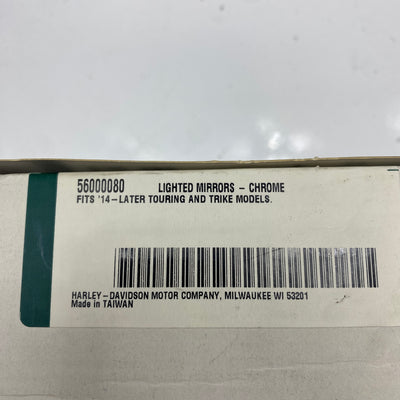 56000080 LIGHTED MIRRORS - CHROME
FITS '14-LATER TOURING AND TRIKE MODELS.
HARLEY-DAVIDSON MOTOR COMPANY, MILWAUKEE WI 53201
Made in TAIWAN